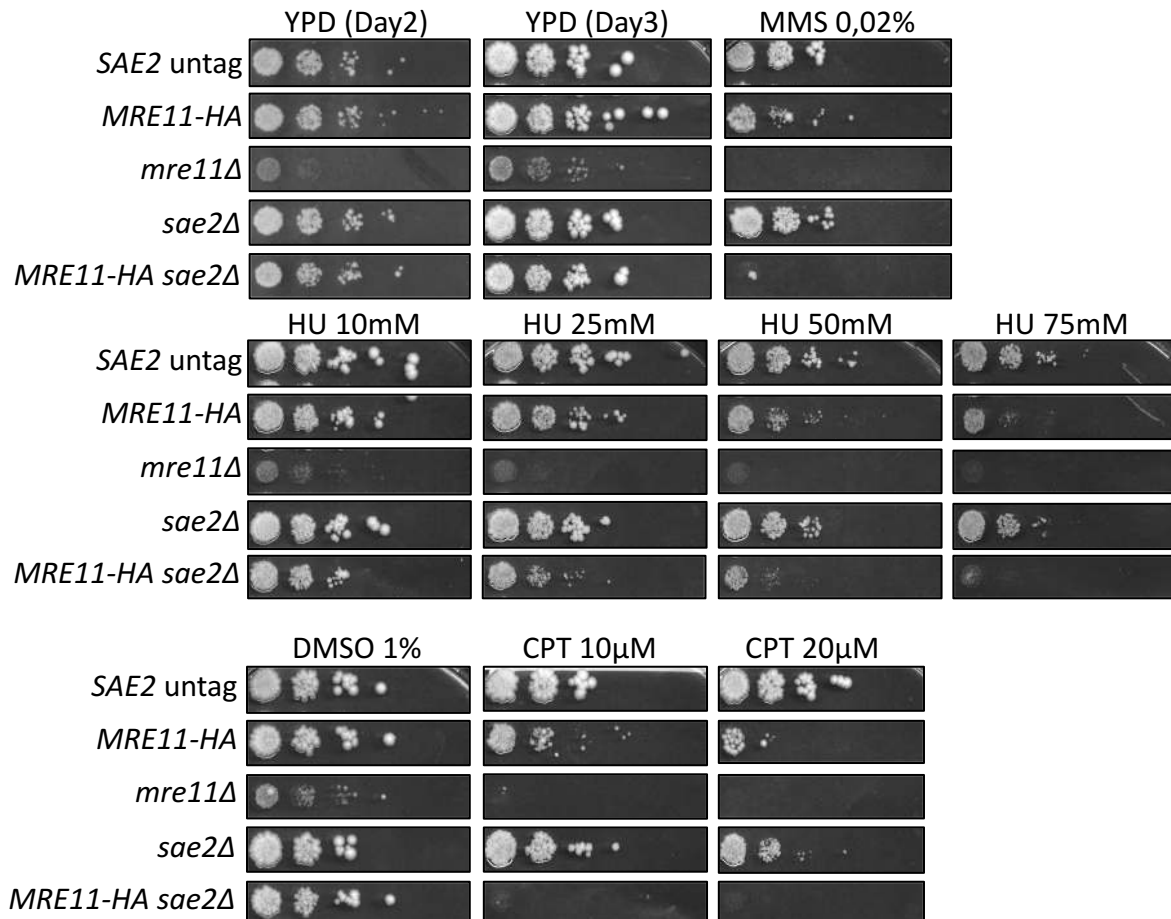 YPD (Day2) YPD (Day3) MMS 0,02%
SAE2 untag
MRE11-HA
mre11Δ
sae2Δ
MRE11-HA sae2Δ
HU 10mM HU 25mM HU 50mM HU 75mM
SAE2 untag
MRE11-HA
mre11Δ
sae2Δ
MRE11-HA sae2Δ
DMSO 1% CPT 10µM CPT 20µM
SAE2 untag
MRE11-HA
mre11Δ
sae2Δ
MRE11-HA sae2Δ